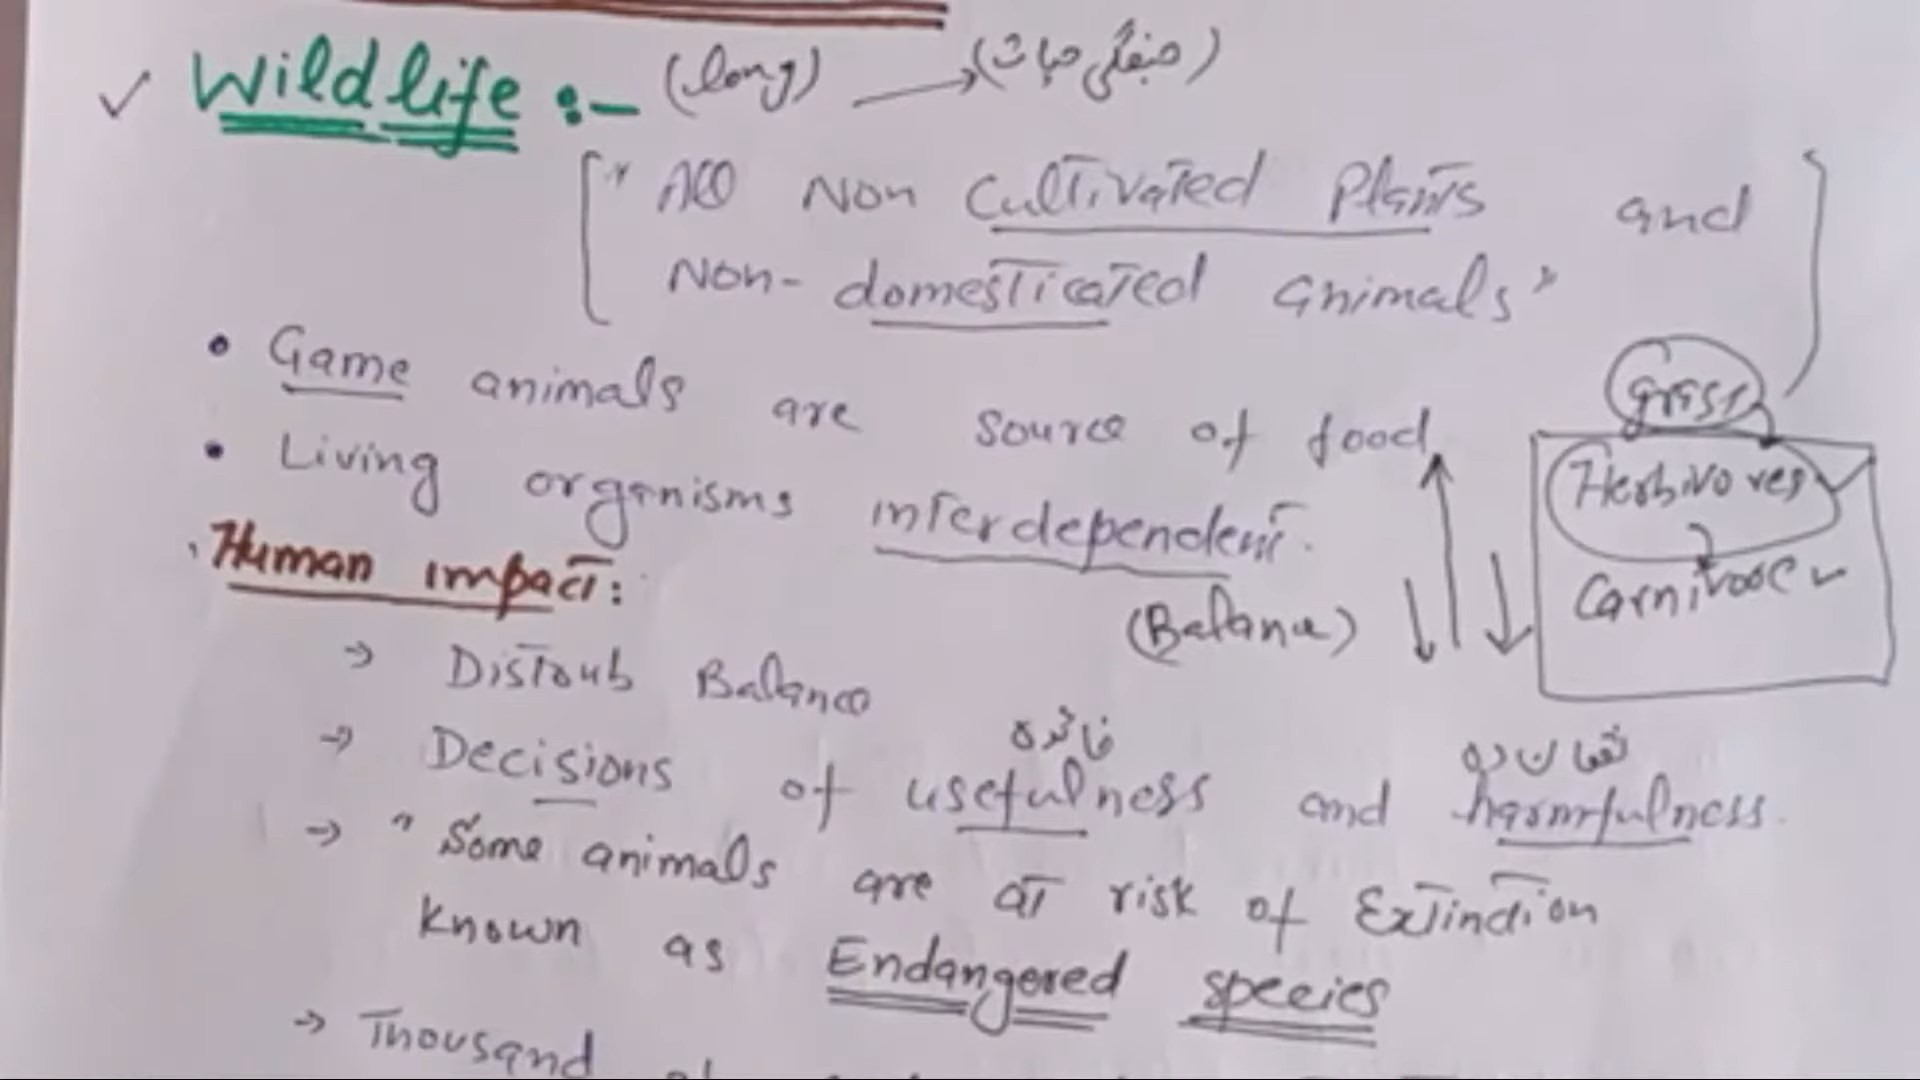 ✓ Wildlife :- (long) → (جنگلی حیات)
["All Non Cultivated Plants and
Non-domesticated animals"
• Game animals are source of food
grass
• Living organisms interdependent.
Herbivores
Carnivore
Human impact:
(Balance)
→ Distrub Balance
فائدہ
نقصان دہ
→ Decisions of usefulness and harmfulness.
→ "Some animals are at risk of Extinction
known as Endangered species
→ Thousand